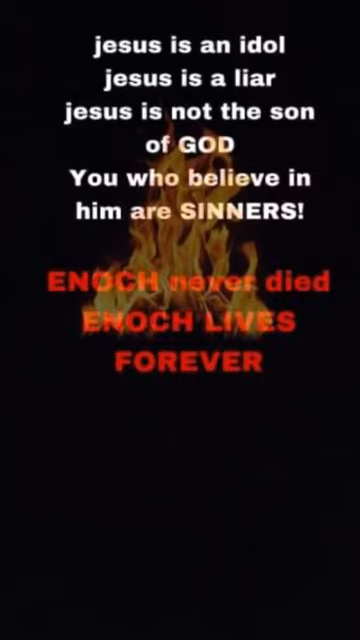 jesus is an idol
jesus is a liar
jesus is not the son
of GOD
You who believe in
him are SINNERS!
ENOCH never died
ENOCH LIVES
FOREVER